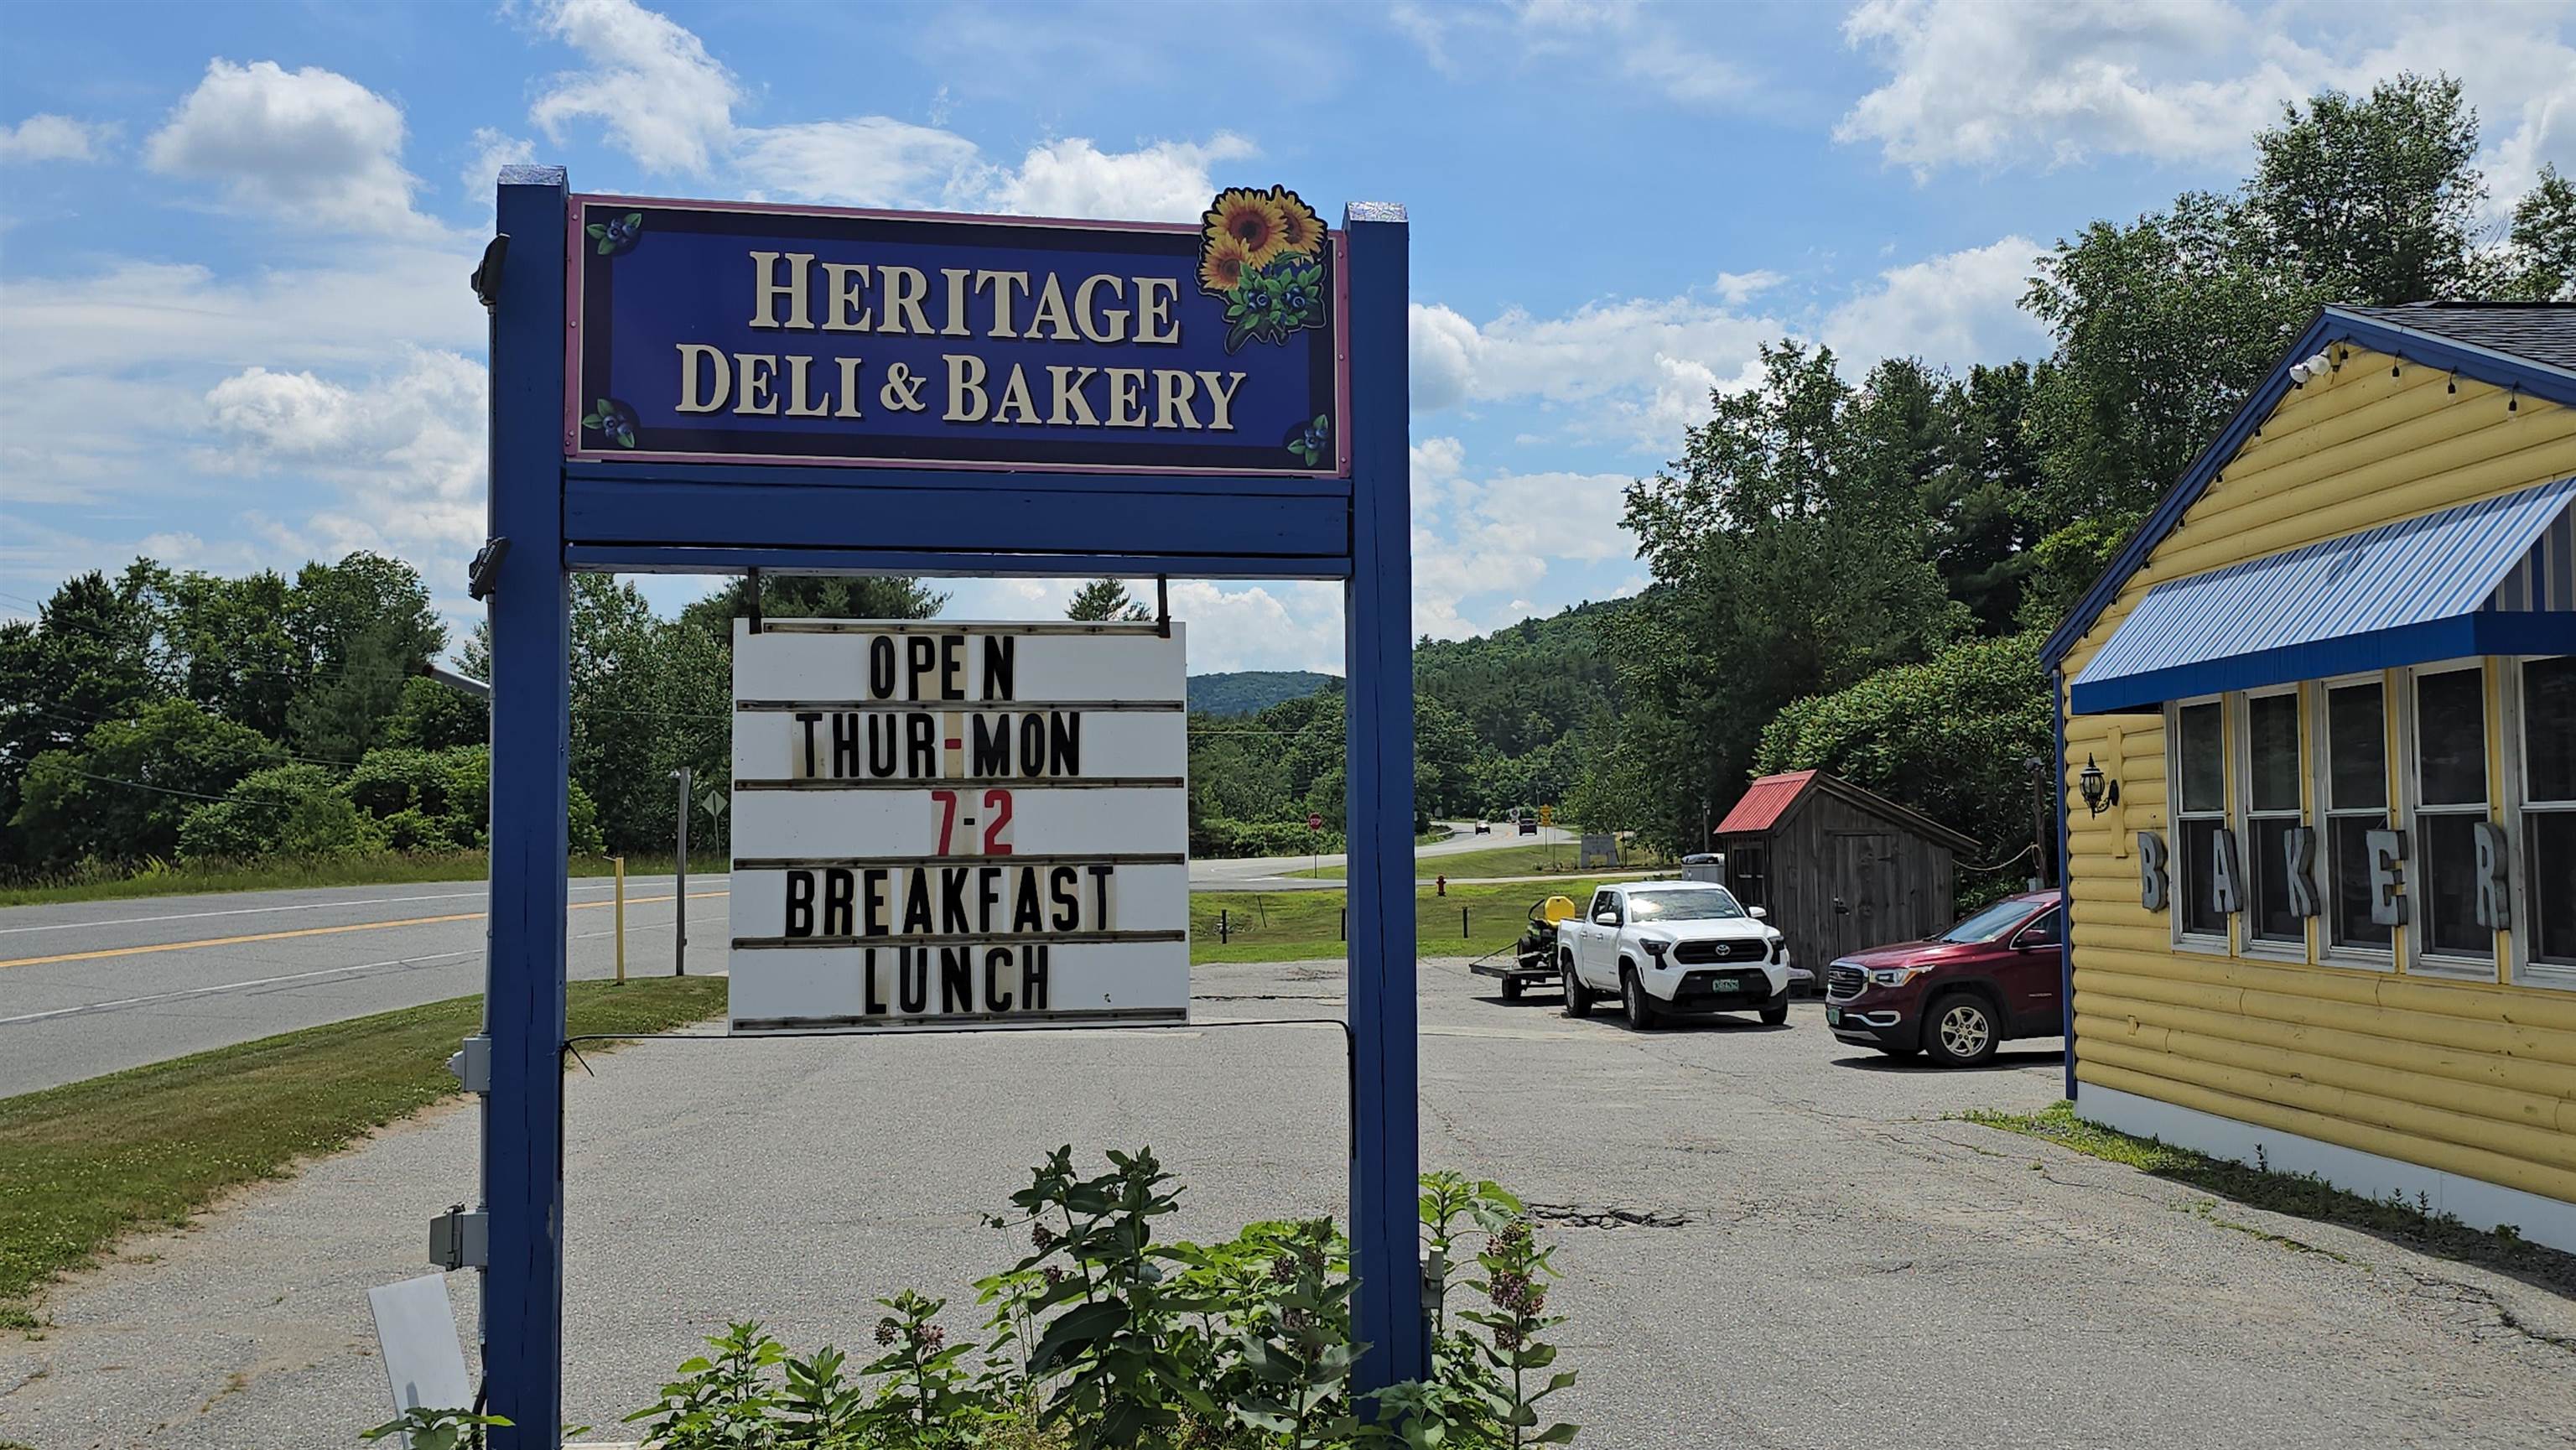 HERITAGE
DELI & BAKERY
OPEN
THUR-MON
7-2
BREAKFAST
LUNCH
BAKER